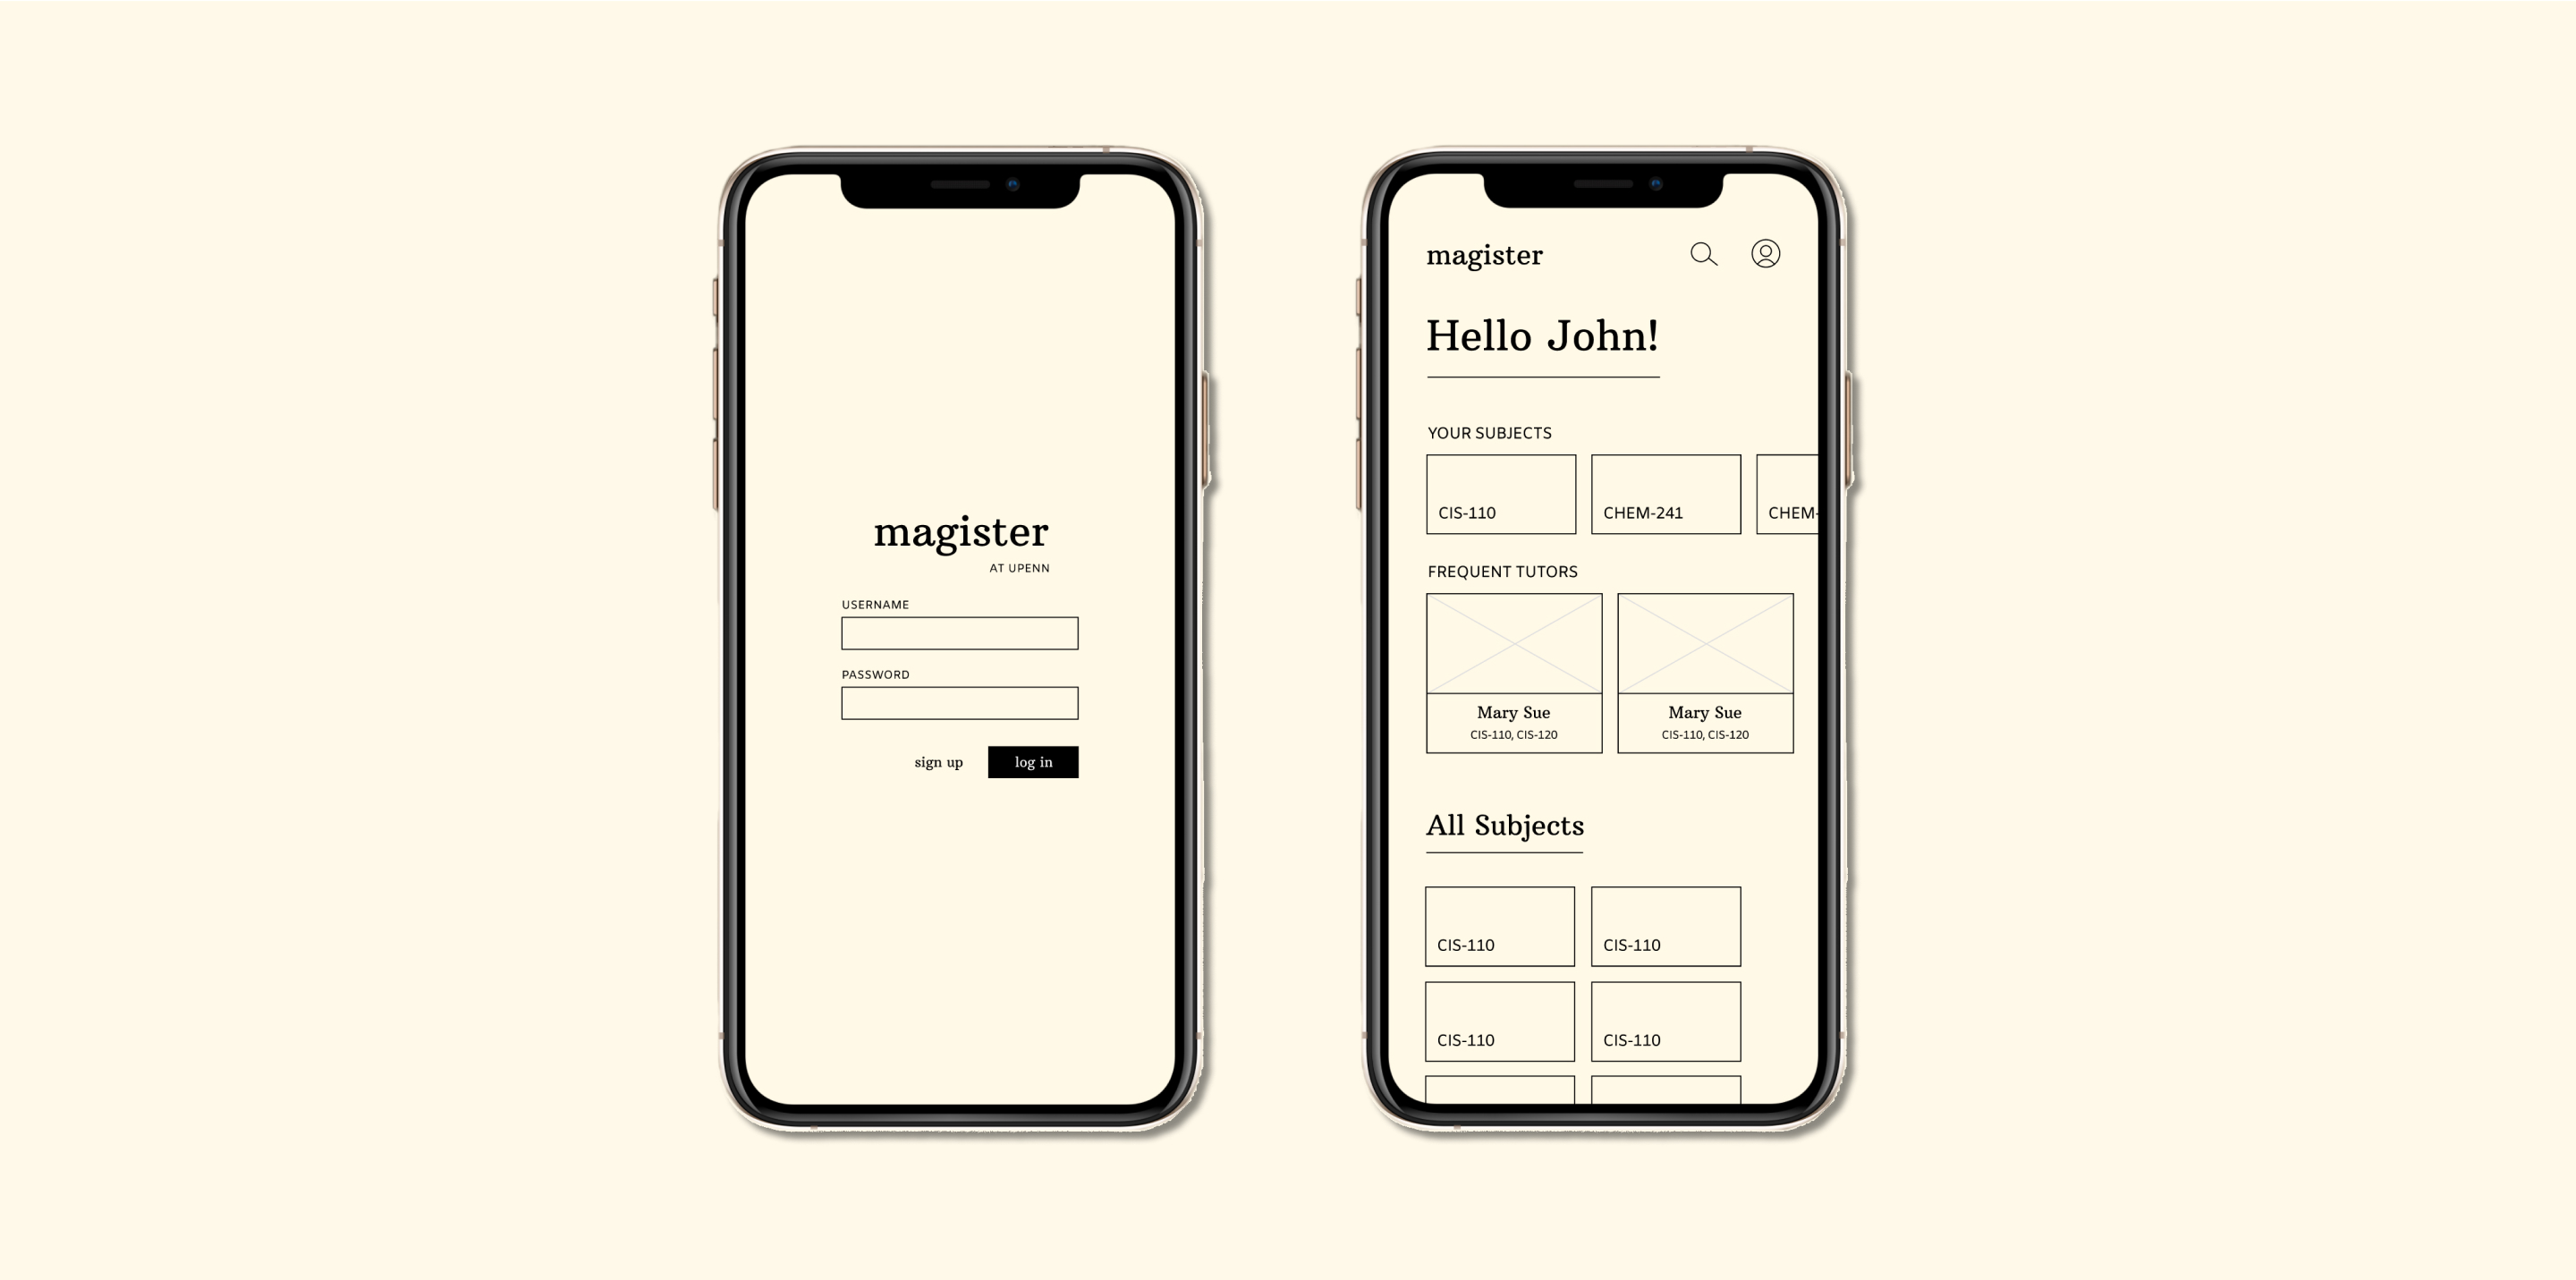 magister
AT UPENN
USERNAME
PASSWORD
sign up log in
magister
Hello John!
YOUR SUBJECTS
CIS-110 CHEM-241 CHEM-
FREQUENT TUTORS
Mary Sue Mary Sue
CIS-110, CIS-120 CIS-110, CIS-120
All Subjects
CIS-110 CIS-110
CIS-110 CIS-110